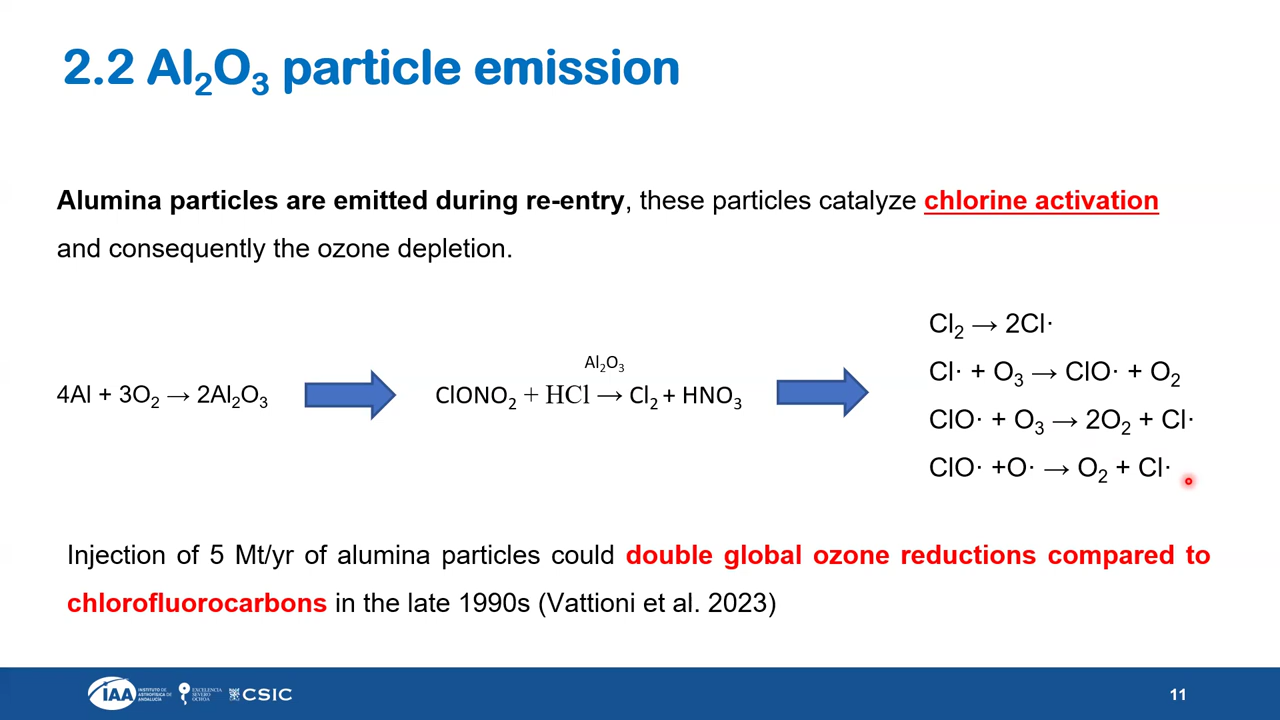 2.2 Al₂O₃ particle emission
Alumina particles are emitted during re-entry, these particles catalyze chlorine activation
and consequently the ozone depletion.
4Al + 3O₂ → 2Al₂O₃
Al₂O₃
ClONO₂ + HCl → Cl₂ + HNO₃
Cl₂ → 2Cl·
Cl· + O₃ → ClO· + O₂
ClO· + O₃ → 2O₂ + Cl·
ClO· +O· → O₂ + Cl·
Injection of 5 Mt/yr of alumina particles could double global ozone reductions compared to
chlorofluorocarbons in the late 1990s (Vattioni et al. 2023)
IAA
INSTITUTO DE
ASTROFÍSICA DE
ANDALUCÍA
EXCELENCIA
SEVERO
OCHOA
CSIC
11